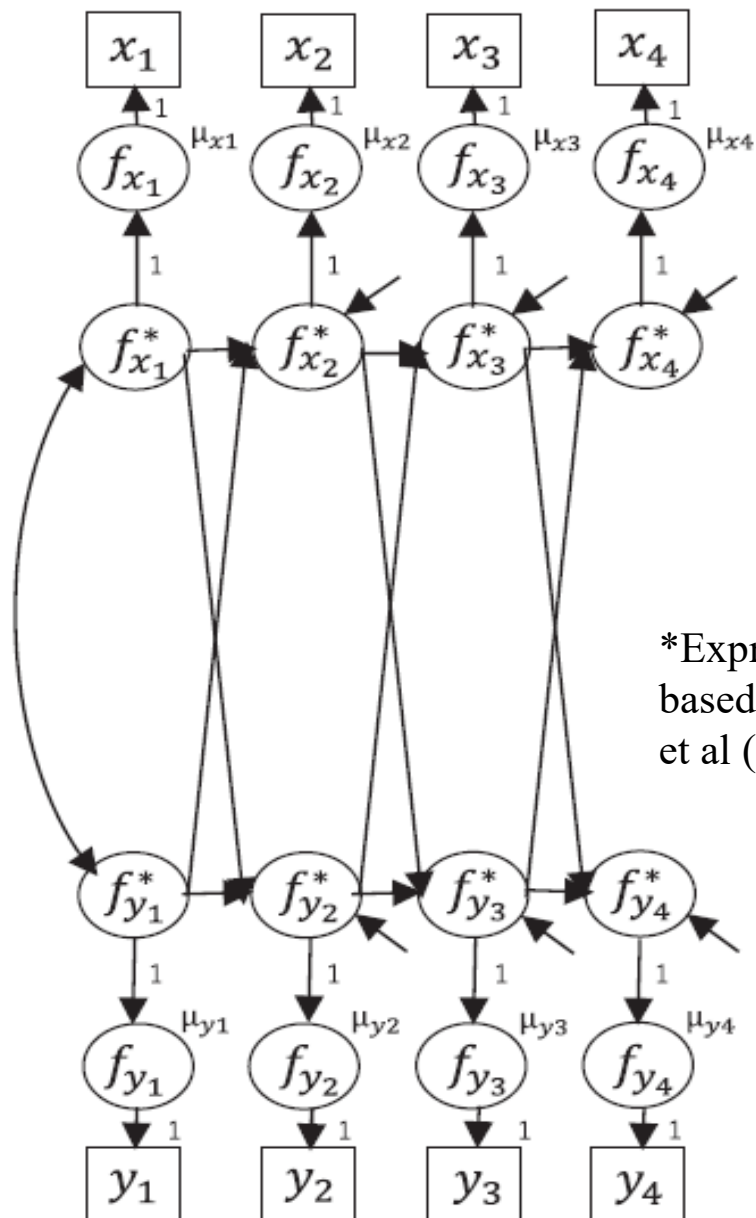 x₁ x₂ x₃ x₄
1 1 1 1
μₓ₁ μₓ₂ μₓ₃ μₓ₄
fₓ₁ fₓ₂ fₓ₃ fₓ₄
1 1 1 1
f*ₓ₁ f*ₓ₂ f*ₓ₃ f*ₓ₄
based
et al (
f*y₁ f*y₂ f*y₃ f*y₄
1 1 1 1
μy1 μy2 μy3 μy4
fy₁ fy₂ fy₃ fy₄
1 1 1 1
y₁ y₂ y₃ y₄